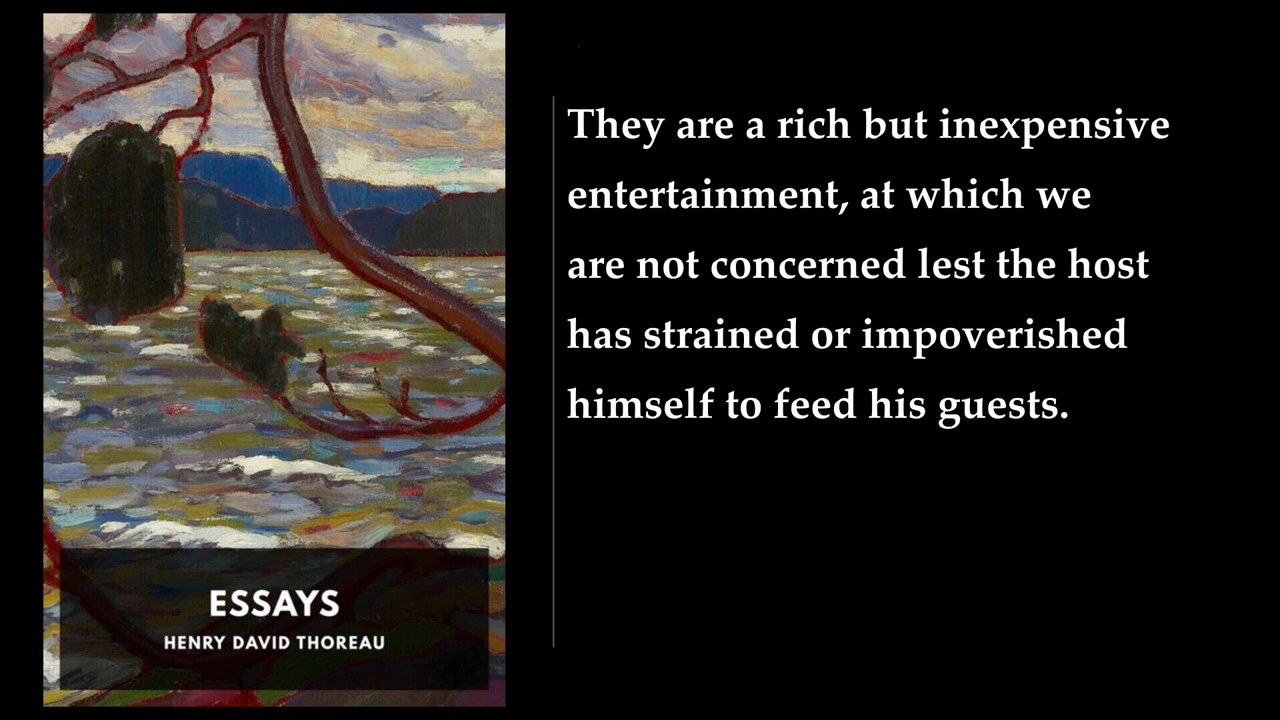 ESSAYS
HENRY DAVID THOREAU
They are a rich but inexpensive
entertainment, at which we
are not concerned lest the host
has strained or impoverished
himself to feed his guests.